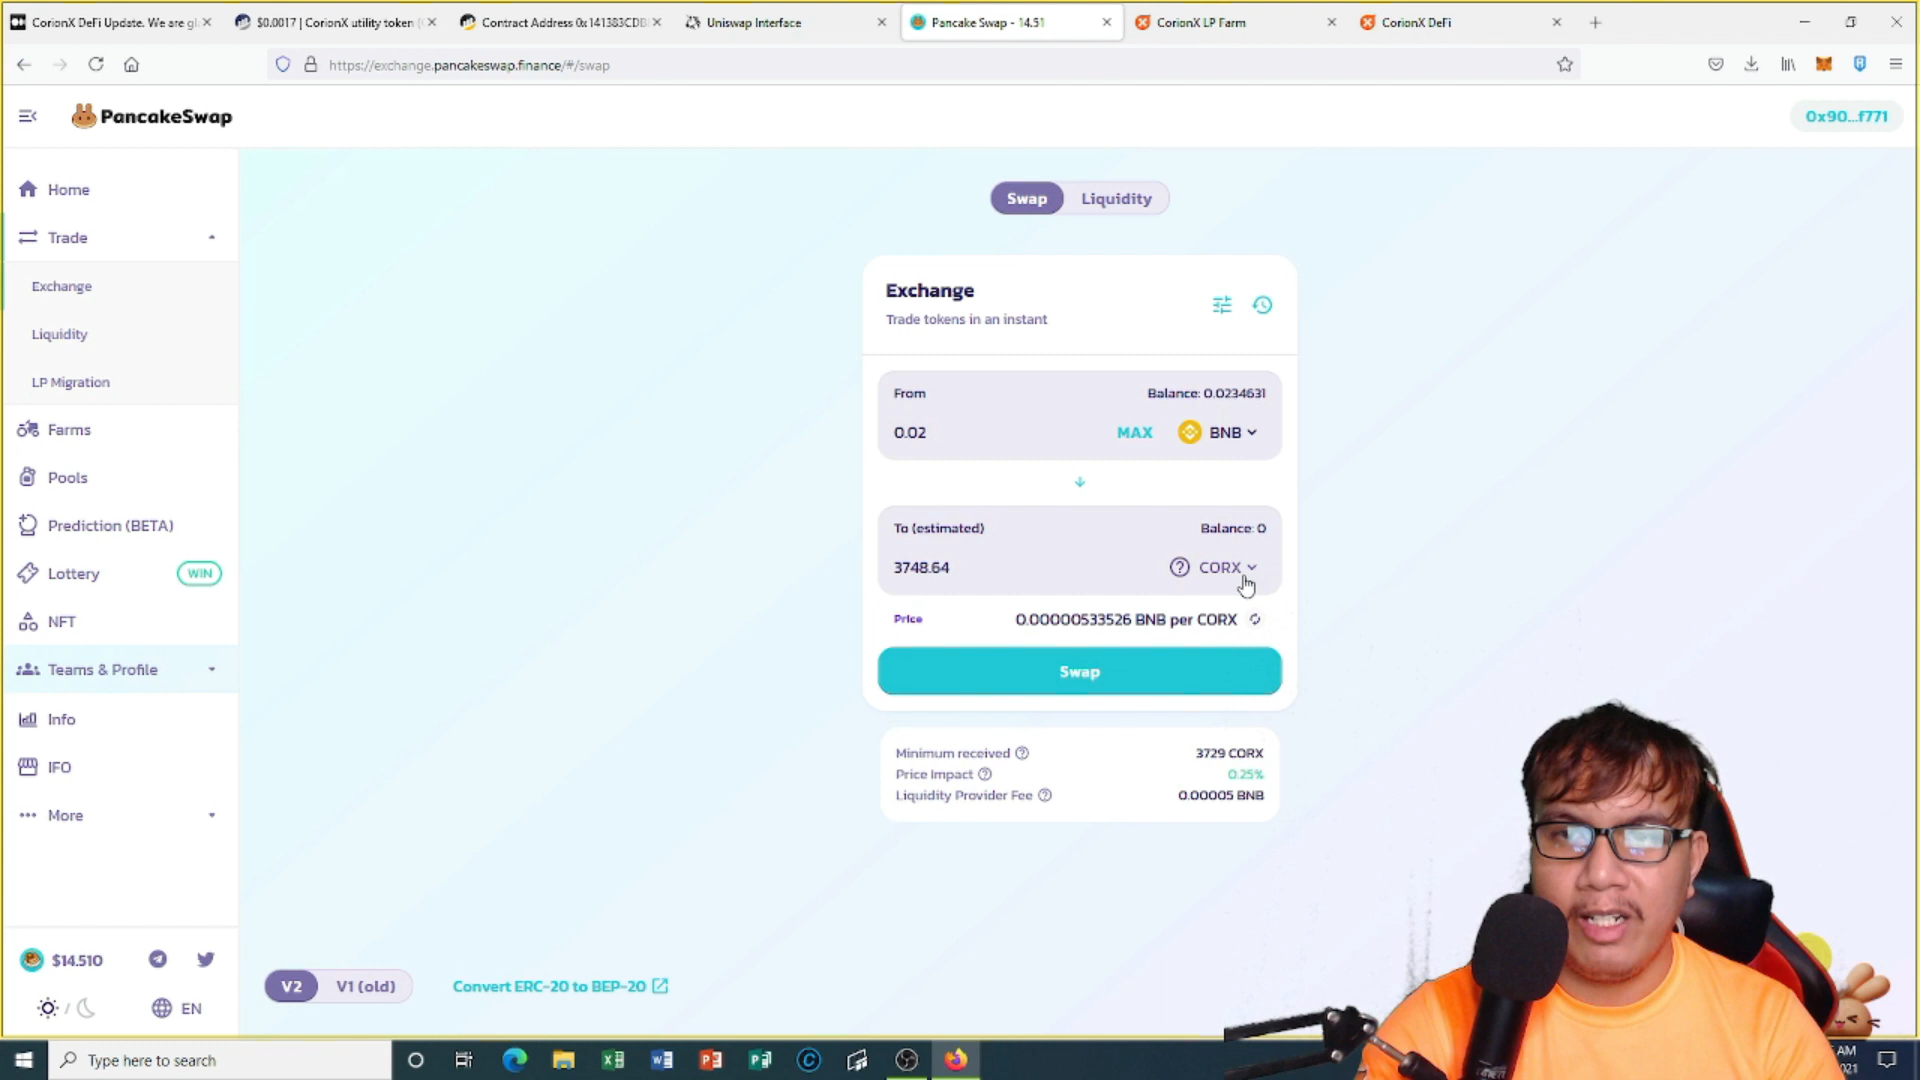 CorionX DeFi Update. We are gl
$0.0017 | CorionX utility token (
Contract Address 0x141383CDB
Uniswap Interface
Pancake Swap - 14.51
CorionX LP Farm
CorionX DeFi
https://exchange.pancakeswap.finance/#/swap
PancakeSwap
0x90...f771
Home
Trade
Exchange
Liquidity
LP Migration
Farms
Pools
Prediction (BETA)
Lottery
WIN
NFT
Teams & Profile
Info
IFO
More
$14.510
EN
Swap
Liquidity
Exchange
Trade tokens in an instant
From
Balance: 0.0234631
0.02
MAX
BNB
To (estimated)
Balance: 0
3748.64
CORX
Price
0.00000533526 BNB per CORX
Swap
Minimum received
3729 CORX
Price Impact
0.25%
Liquidity Provider Fee
0.00005 BNB
V2
V1 (old)
Convert ERC-20 to BEP-20
Type here to search
AM